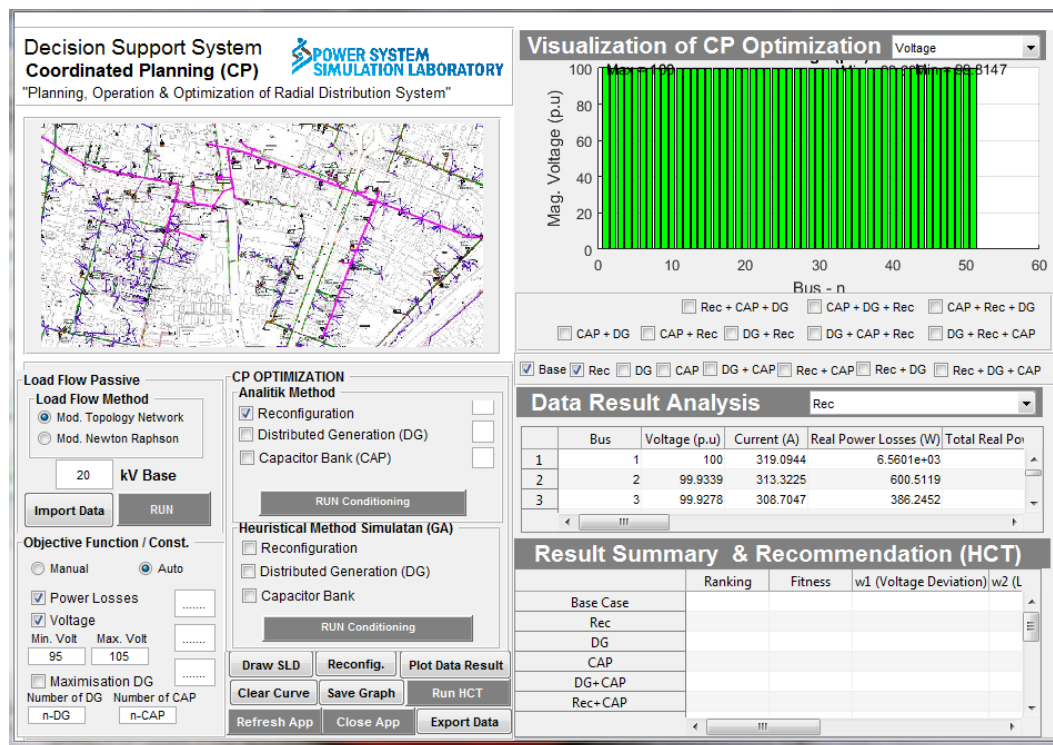 Decision Support System
Coordinated Planning (CP)
"Planning, Operation & Optimization of Radial Distribution System"
POWER SYSTEM
SIMULATION LABORATORY
Load Flow Passive
Load Flow Method
Mod. Topology Network
Mod. Newton Raphson
20 kV Base
Import Data RUN
Objective Function / Const.
Manual Auto
Power Losses .......
Voltage
Min. Volt Max. Volt .......
95 105
Maximisation DG .......
Number of DG Number of CAP
n-DG n-CAP
CP OPTIMIZATION
Analitik Method
Reconfiguration
Distributed Generation (DG)
Capacitor Bank (CAP)
RUN Conditioning
Heuristical Method Simulatan (GA)
Reconfiguration
Distributed Generation (DG)
Capacitor Bank
RUN Conditioning
Draw SLD Reconfig. Plot Data Result
Clear Curve Save Graph Run HCT
Refresh App Close App Export Data
Visualization of CP Optimization Voltage
Max = 100 Min = 99.8147
Mag. Voltage (p.u)
100
80
60
40
20
0
0 10 20 30 40 50 60
Bus - n
Rec + CAP + DG CAP + DG + Rec CAP + Rec + DG
CAP + DG CAP + Rec DG + Rec DG + CAP + Rec DG + Rec + CAP
Base Rec DG CAP DG + CAP Rec + CAP Rec + DG Rec + DG + CAP
Data Result Analysis Rec
Bus Voltage (p.u) Current (A) Real Power Losses (W) Total Real Pov
1 1 100 319.0944 6.5601e+03
2 2 99.9339 313.3225 600.5119
3 3 99.9278 308.7047 386.2452
Result Summary & Recommendation (HCT)
Ranking Fitness w1 (Voltage Deviation) w2 (L
Base Case
Rec
DG
CAP
DG+CAP
Rec+CAP